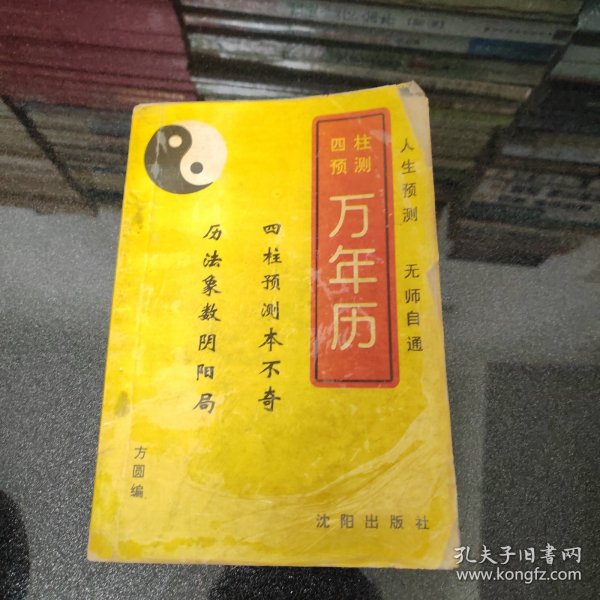 人生预测 无师自通
四柱
预测
万年历
四柱预测本不奇
历法象数阴阳局
方圆编
沈阳出版社
孔夫子旧书网
www.kongfz.com